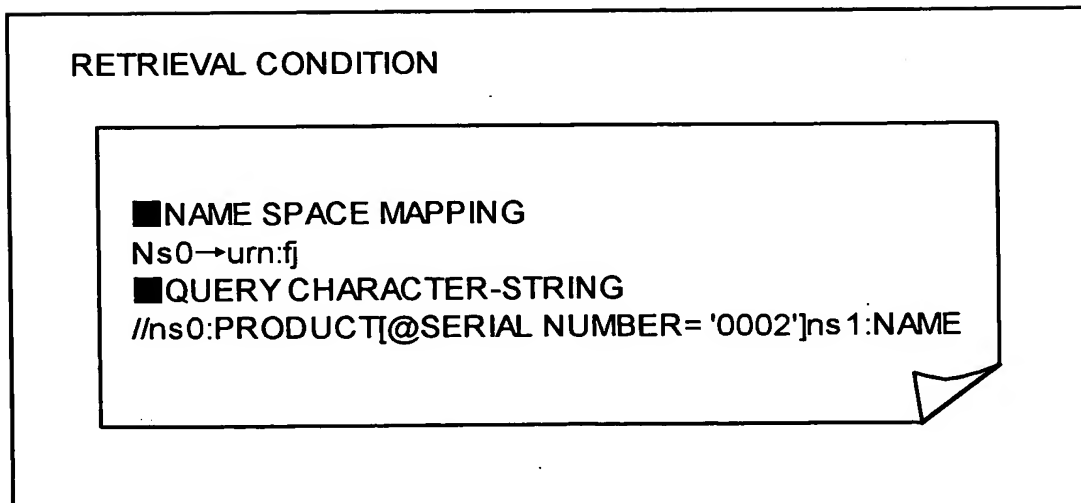 RETRIEVAL CONDITION
■NAME SPACE MAPPING
Ns0→urn:fj
■QUERY CHARACTER-STRING
//ns0:PRODUCT[@SERIAL NUMBER= '0002']ns1:NAME